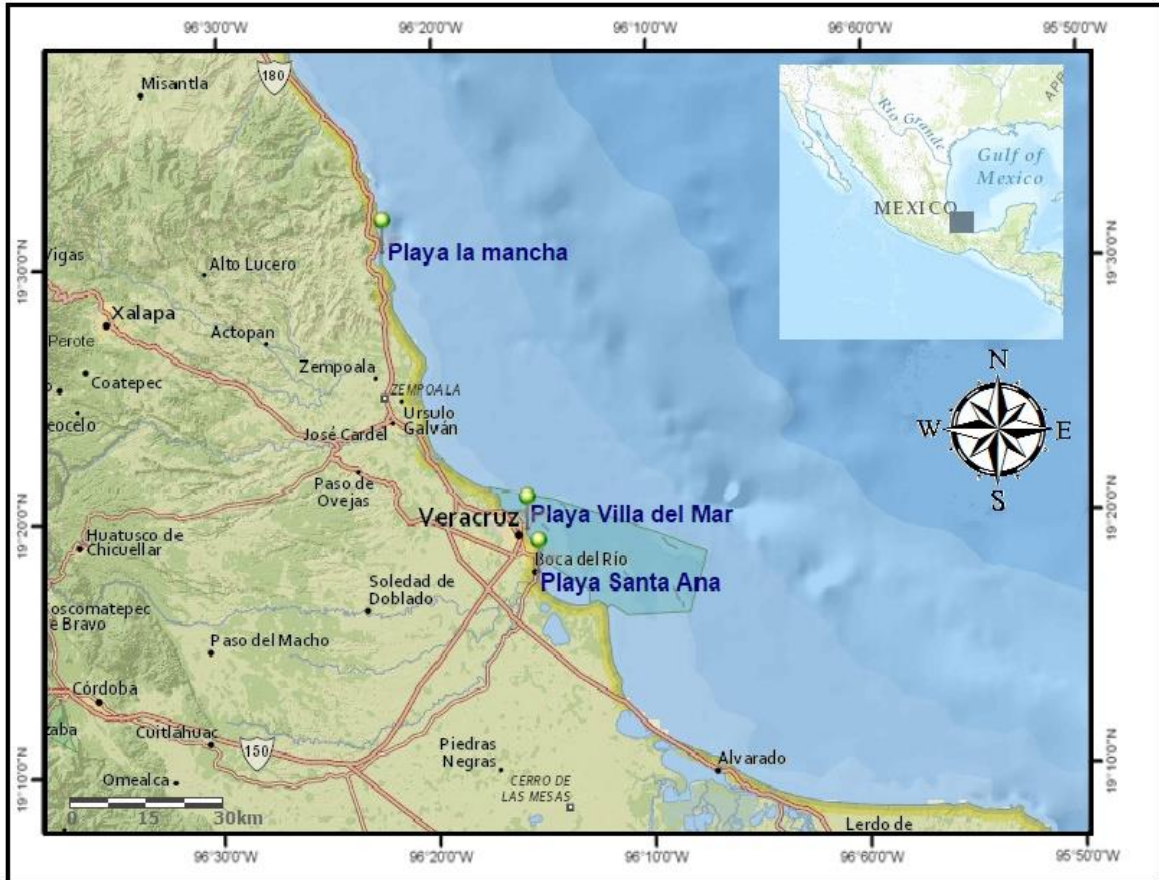 96°30'0"W 96°20'0"W 96°10'0"W 96°60'0"W 95°50'0"W
180
Misantla
Rio Grande
APP
Gulf of
Mexico
MEXICO
Playa la mancha
19°30'0"N
19°30'0"N
Vigas
Alto Lucero
Xalapa
Actopan
Perote
Zempoala
Coatepec
ZEMPOALA
N
eocelo
Ursulo
Galván
W
E
José Cardel
S
Paso de
Ovejas
19°20'0"N
19°20'0"N
Veracruz
Playa Villa del Mar
Huatusco de
Chicuellar
Boca del Río
Soledad de
Doblado
Playa Santa Ana
oscomatepec
e Bravo
Paso del Macho
Córdoba
zaba
Cuitláhuac
150
Piedras
Negras
Alvarado
19°10'0"N
19°10'0"N
Omealca
CERRO DE
LAS MESAS
0 15 30km
Lerdo de
96°30'0"W 96°20'0"W 96°10'0"W 96°60'0"W 95°50'0"W